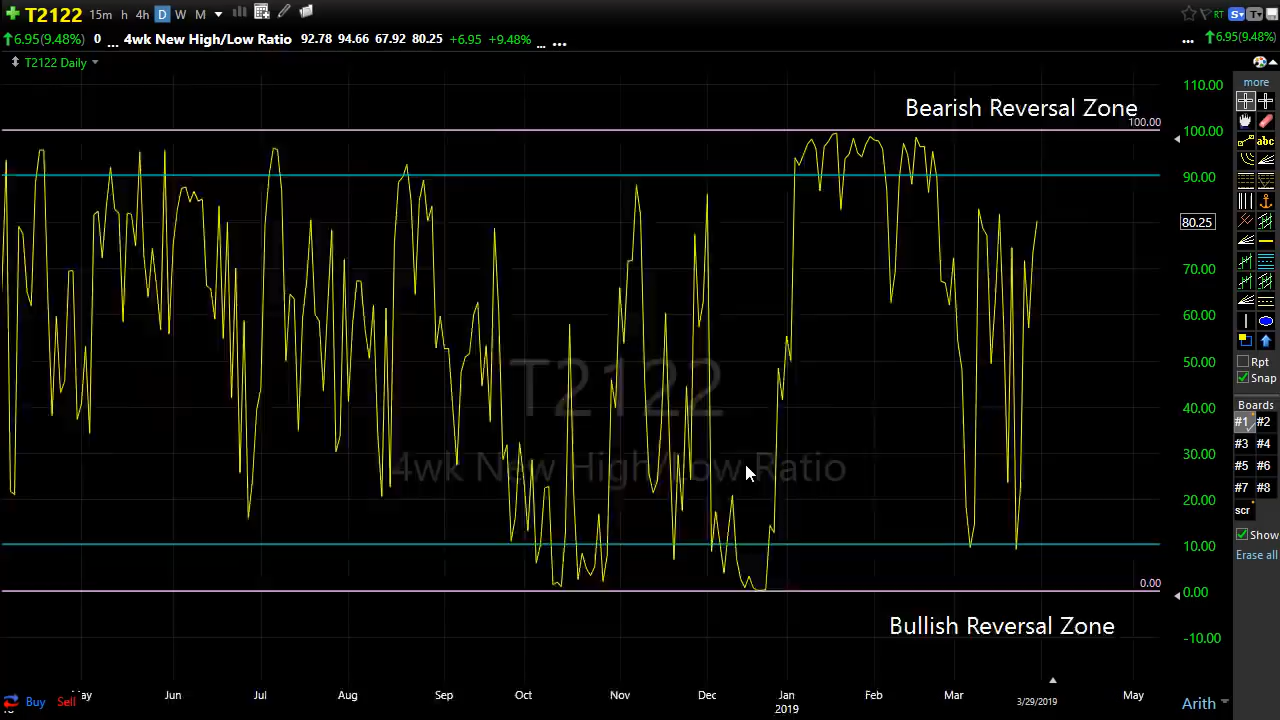 T2122 15m h 4h D W M RT S T
6.95(9.48%) 0 ... 4wk New High/Low Ratio 92.78 94.66 67.92 80.25 +6.95 +9.48% ... ... ... 6.95(9.48%)
T2122 Daily
more
110.00
Bearish Reversal Zone
100.00
100.00
abc
90.00
80.25
70.00
60.00
50.00
Rpt
Snap
T2122
40.00
Boards
#1 #2
#3 #4
4wk New High/Low Ratio
30.00
#5 #6
#7 #8
20.00
scr
Show
10.00
Erase all
0.00
0.00
Bullish Reversal Zone
-10.00
May Jun Jul Aug Sep Oct Nov Dec Jan Feb Mar May
Buy Sell
2019
3/29/2019
Arith